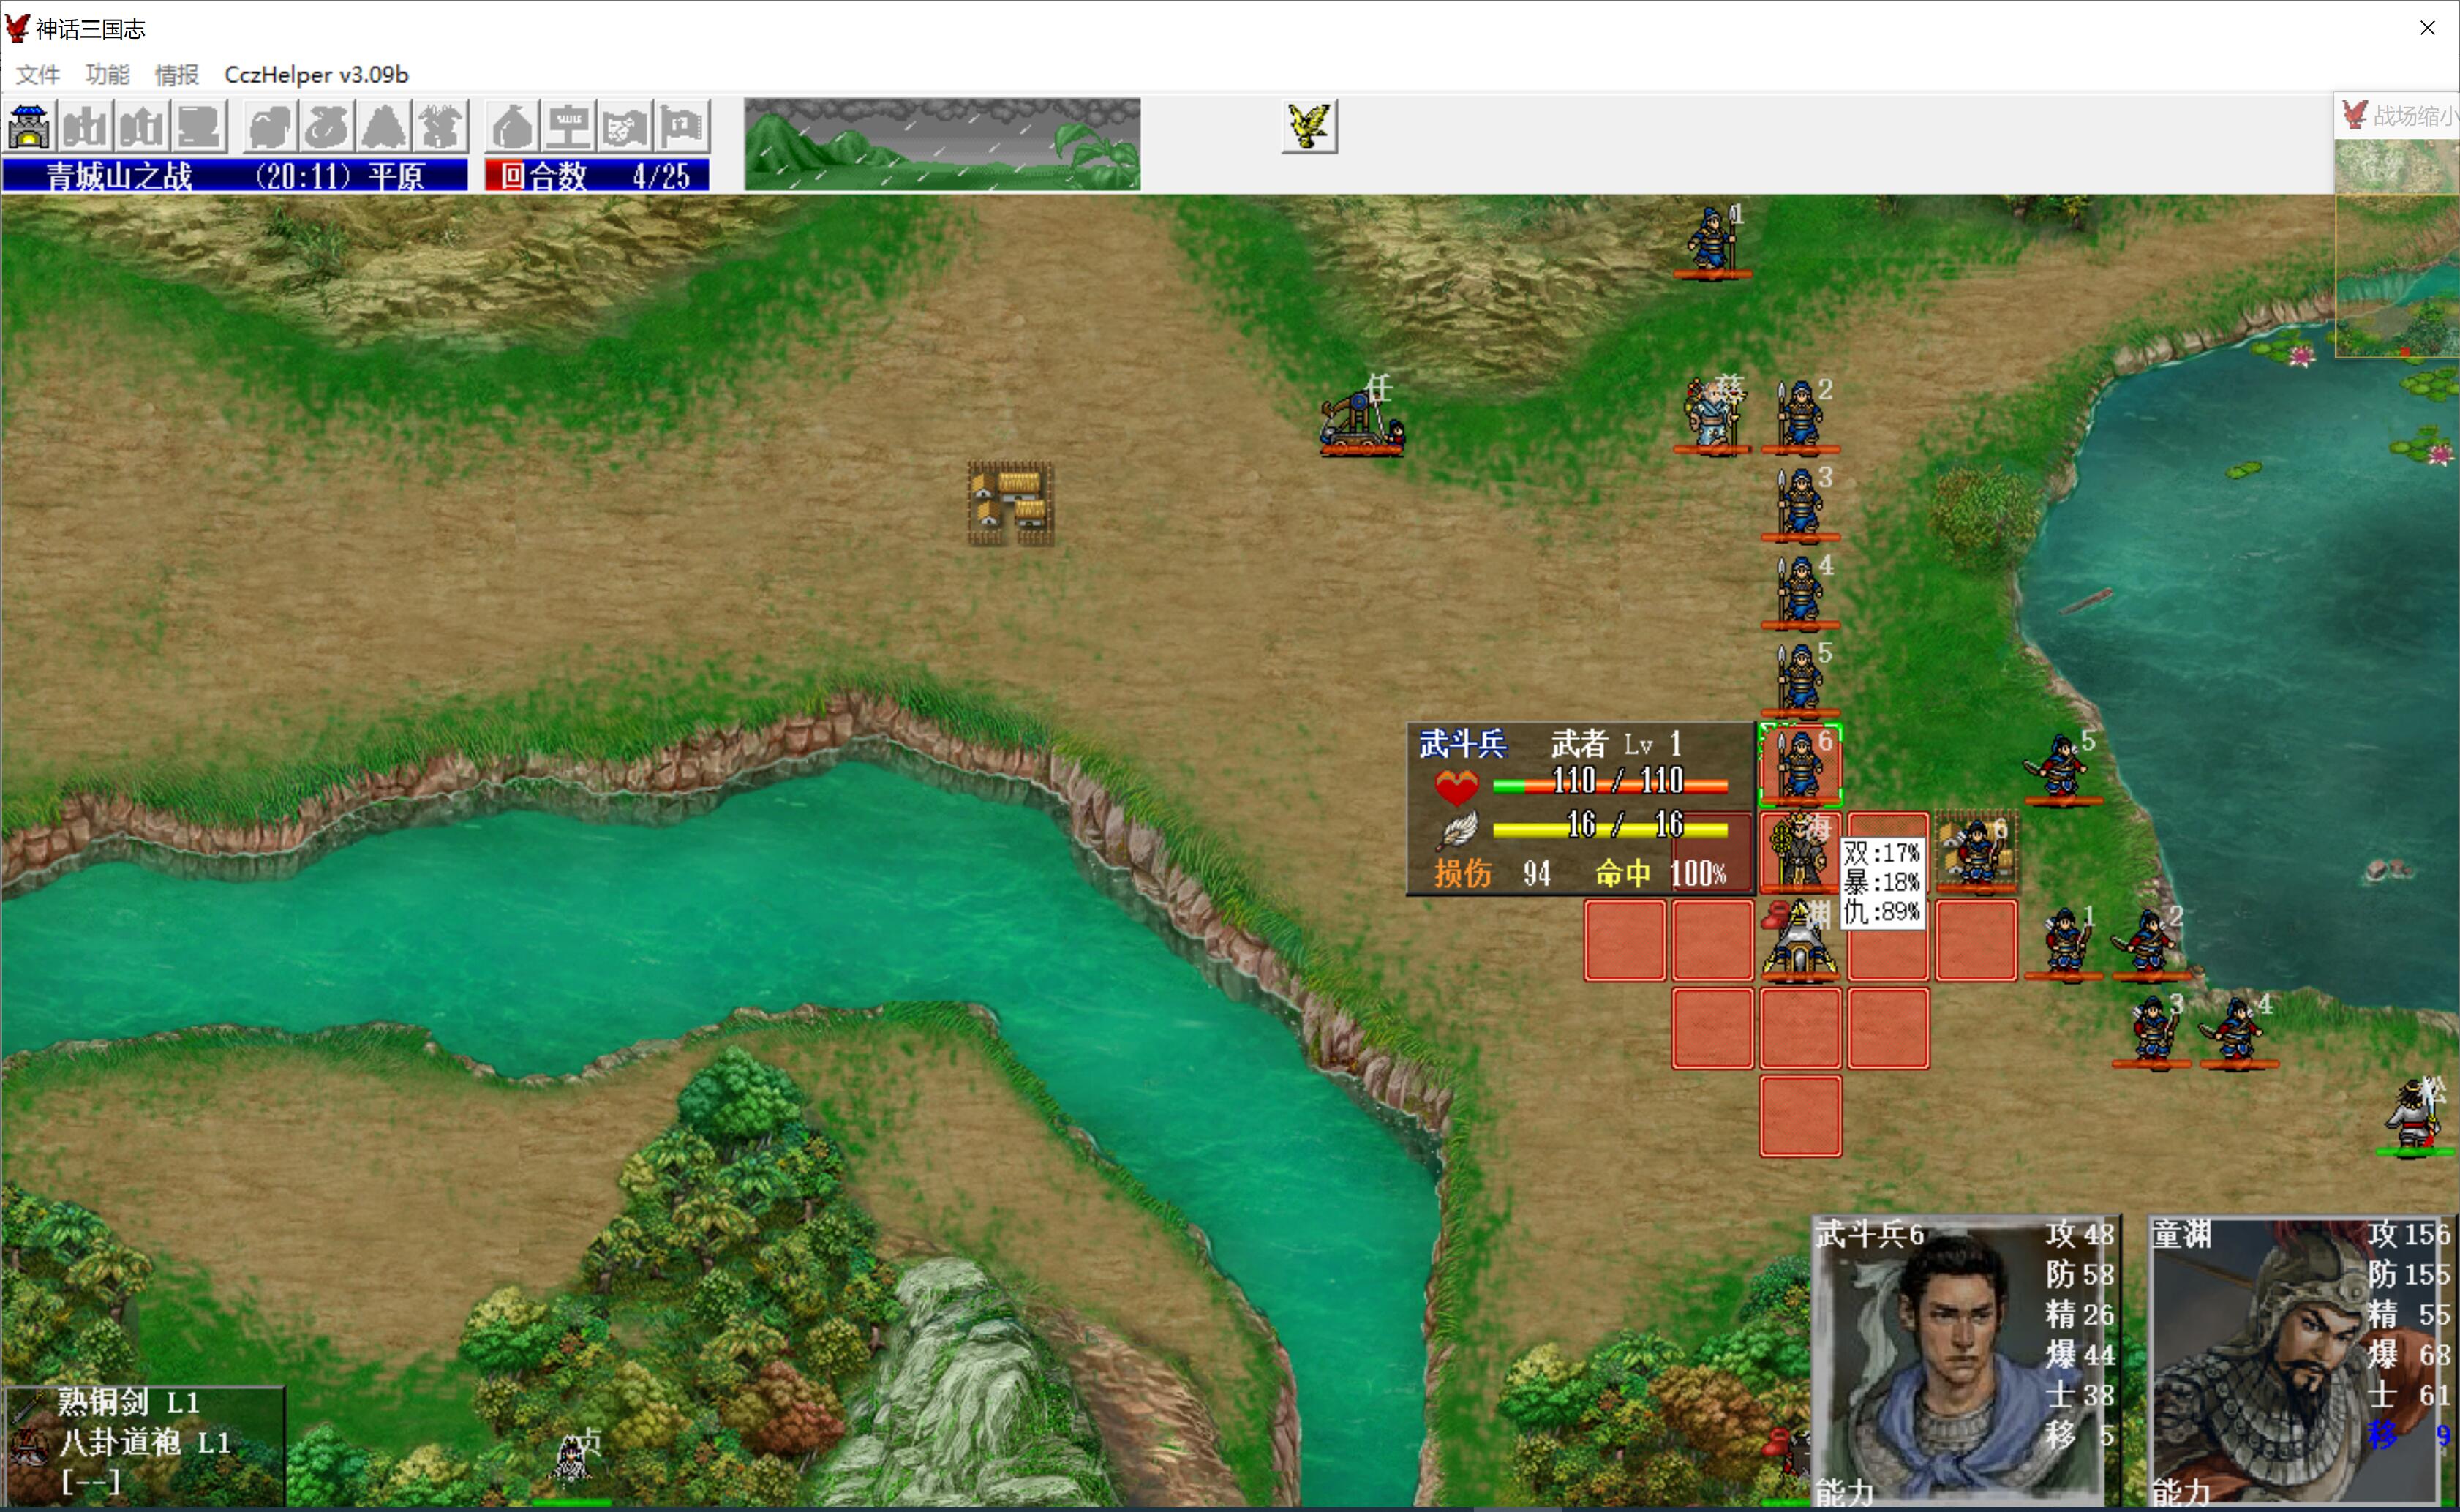 神话三国志
文件 功能 情报 CczHelper v3.09b
战场缩小
青城山之战 (20:11) 平原
回合数 4/25
1
任
慈
2
3
4
5
6
武斗兵 武者 Lv 1
110 / 110
16 / 16
损伤 94 命中 100%
5
海
6
双:17%
暴:18%
仇:89%
渊
1
2
3
4
松
贞
熟铜剑 L1
八卦道袍 L1
[--]
武斗兵6
攻 48
防 58
精 26
爆 44
士 38
移 5
能力
童渊
攻 156
防 155
精 55
爆 68
士 61
移 9
能力